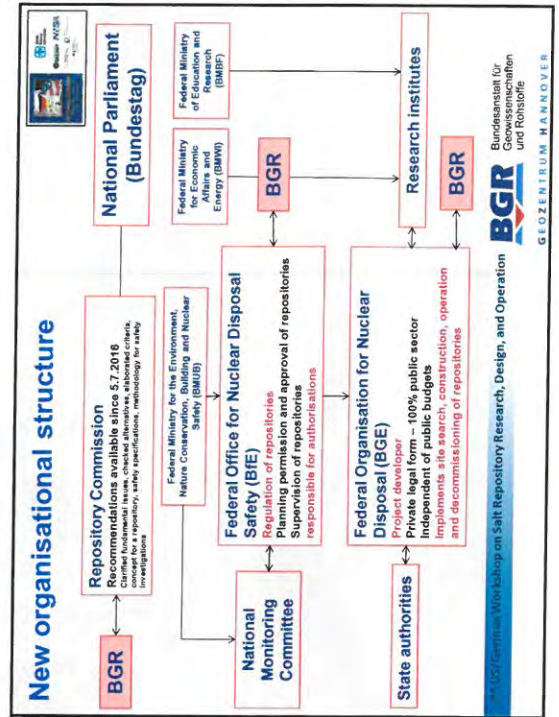 New organisational structure
Repository Commission
Recommendations available since 5.7.2016
Clarified fundamental issues, checked alternatives, elaborated criteria,
concept for a repository, safety specifications, methodology for safety
investigations
National Parliament
(Bundestag)
BGR
Federal Ministry for the Environment,
Nature Conservation, Building and Nuclear
Safety (BMUB)
Federal Ministry
for Economic
Affairs and
Energy (BMWI)
Federal Ministry
of Education and
Research
(BMBF)
National
Monitoring
Committee
Federal Office for Nuclear Disposal
Safety (BfE)
Regulation of repositories
Planning permission and approval of repositories
Supervision of repositories
responsible for authorisations
BGR
State authorities
Federal Organisation for Nuclear
Disposal (BGE)
Project developer
Private legal form – 100% public sector
Independent of public budgets
Implements site search, construction, operation
and decommissioning of repositories
Research institutes
BGR
US/German Workshop on Salt Repository Research, Design, and Operation
BGR
Bundesanstalt für
Geowissenschaften
und Rohstoffe
GEOZENTRUM HANNOVER